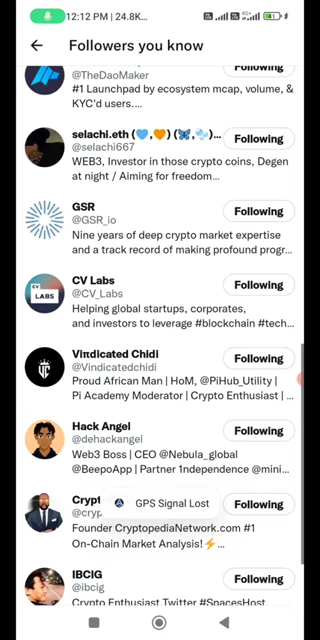 12:12 PM | 24.8K...
Followers you know
@TheDaoMaker
Following
#1 Launchpad by ecosystem mcap, volume, &
KYC'd users....
selachi.eth (💙,🧡) (🦋,🫧)...
@selachi667
Following
WEB3, Investor in those crypto coins, Degen
at night / Aiming for freedom...
GSR
@GSR_io
Following
Nine years of deep crypto market expertise
and a track record of making profound progr...
CV Labs
@CV_Labs
Following
CV
LABS
Helping global startups, corporates,
and investors to leverage #blockchain #tech...
Viπdicated Chidi
@Vindicatedchidi
Following
Proud African Man | HoM, @PiHub_Utility |
Pi Academy Moderator | Crypto Enthusiast | ...
Hack Angel
@dehackangel
Following
Web3 Boss | CEO @Nebula_global
@BeepoApp | Partner 1ndependence @mini...
Crypt
@cryp
GPS Signal Lost
Following
Founder CryptopediaNetwork.com #1
On-Chain Market Analysis!⚡...
IBCIG
@ibcig
Following
Crypto Enthusiast Twitter #SpacesHost